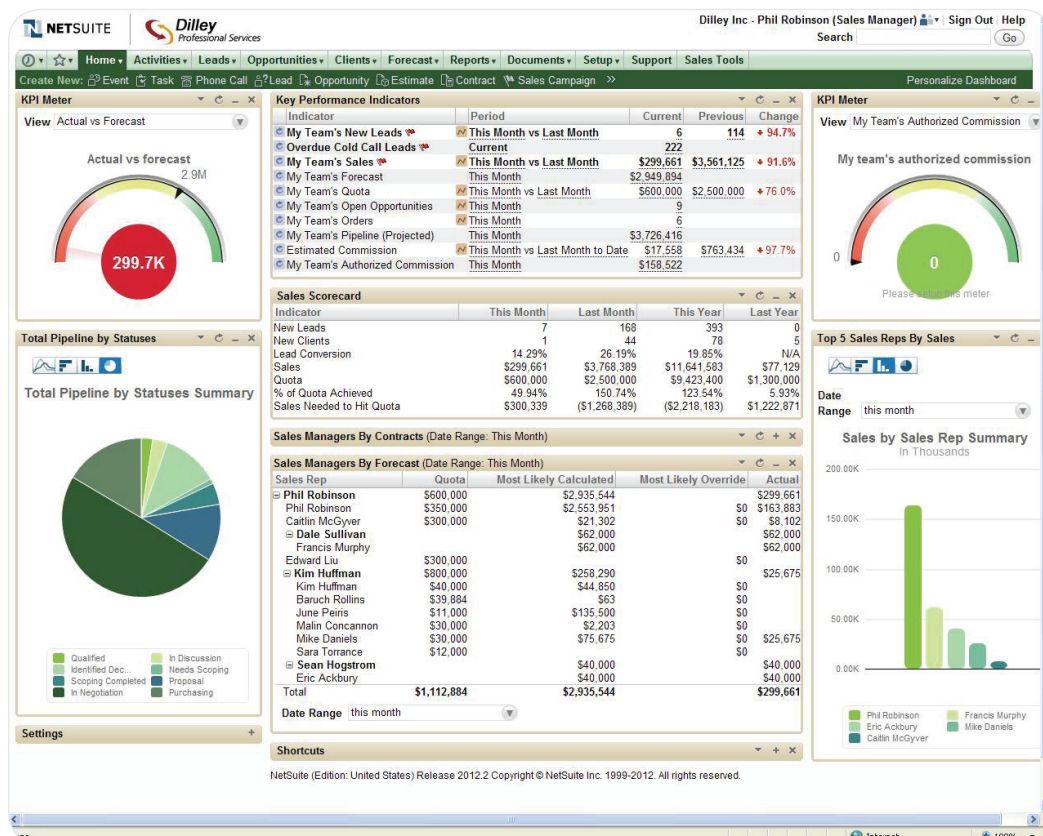 NETSUITE
Dilley
Professional Services
Dilley Inc - Phil Robinson (Sales Manager) Sign Out Help
Search Go
Home Activities Leads Opportunities Clients Forecast Reports Documents Setup Support Sales Tools
Create New: Event Task Phone Call Lead Opportunity Estimate Contract Sales Campaign » Personalize Dashboard
KPI Meter
View Actual vs Forecast
Actual vs forecast
2.9M
299.7K
Total Pipeline by Statuses
Total Pipeline by Statuses Summary
Qualified In Discussion
Identified Dec... Needs Scoping
Scoping Completed Proposal
In Negotiation Purchasing
Settings
Key Performance Indicators
Indicator Period Current Previous Change
My Team's New Leads This Month vs Last Month 6 114 94.7%
Overdue Cold Call Leads Current 222
My Team's Sales This Month vs Last Month $299,661 $3,561,125 91.6%
My Team's Forecast This Month $2,949,894
My Team's Quota This Month vs Last Month $600,000 $2,500,000 76.0%
My Team's Open Opportunities This Month 9
My Team's Orders This Month 6
My Team's Pipeline (Projected) This Month $3,726,416
Estimated Commission This Month vs Last Month to Date $17,558 $763,434 97.7%
My Team's Authorized Commission This Month $158,522
Sales Scorecard
Indicator This Month Last Month This Year Last Year
New Leads 7 168 393 0
New Clients 1 44 78 5
Lead Conversion 14.29% 26.19% 19.85% N/A
Sales $299,661 $3,768,389 $11,641,583 $77,129
Quota $600,000 $2,500,000 $9,423,400 $1,300,000
% of Quota Achieved 49.94% 150.74% 123.54% 5.93%
Sales Needed to Hit Quota $300,339 ($1,268,389) ($2,218,183) $1,222,871
Sales Managers By Contracts (Date Range: This Month)
Sales Managers By Forecast (Date Range: This Month)
Sales Rep Quota Most Likely Calculated Most Likely Override Actual
Phil Robinson $600,000 $2,935,544 $299,661
Phil Robinson $350,000 $2,553,951 $0 $163,883
Caitlin McGyver $300,000 $21,302 $0 $8,102
Dale Sullivan $62,000 $62,000
Francis Murphy $62,000 $62,000
Edward Liu $300,000 $0
Kim Huffman $800,000 $258,290 $25,675
Kim Huffman $40,000 $44,850 $0
Baruch Rollins $39,884 $63 $0
June Peiris $11,000 $135,500 $0
Malin Concannon $30,000 $2,203 $0
Mike Daniels $30,000 $75,675 $0 $25,675
Sara Torrance $12,000 $0
Sean Hogstrom $40,000 $40,000
Eric Ackbury $40,000 $40,000
Total $1,112,884 $2,935,544 $299,661
Date Range this month
Shortcuts
NetSuite (Edition: United States) Release 2012.2 Copyright © NetSuite Inc. 1999-2012. All rights reserved.
KPI Meter
View My Team's Authorized Commission
My team's authorized commission
0
0
Please setup this meter
Top 5 Sales Reps By Sales
Date
Range this month
Sales by Sales Rep Summary
In Thousands
200.00K
150.00K
100.00K
50.00K
0.00K
Phil Robinson Francis Murphy
Eric Ackbury Mike Daniels
Caitlin McGyver